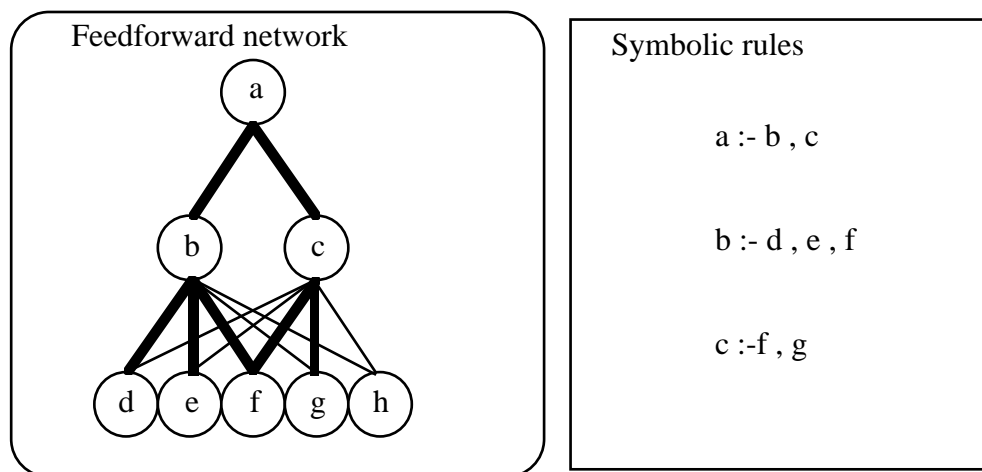 Feedforward network
a
b c
d e f g h
Symbolic rules
a :- b , c
b :- d , e , f
c :-f , g